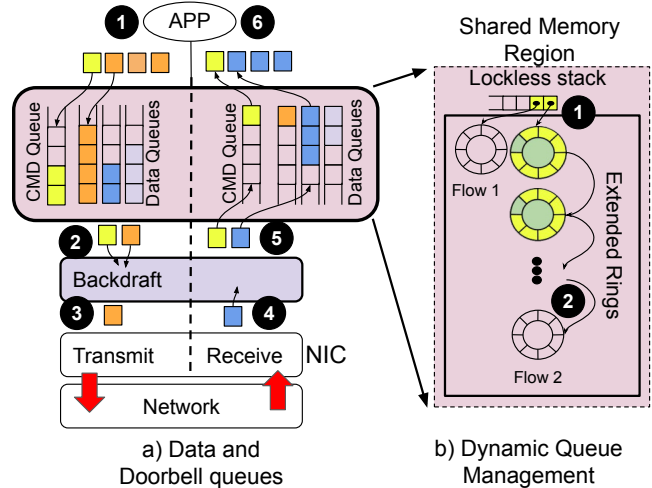 1
APP
6
CMD Queue
Data Queues
CMD Queue
Data Queues
2
5
Backdraft
3
4
Transmit
Receive
NIC
Network
a) Data and
Doorbell queues
Shared Memory
Region
Lockless stack
1
Flow 1
Extended Rings
2
Flow 2
b) Dynamic Queue
Management